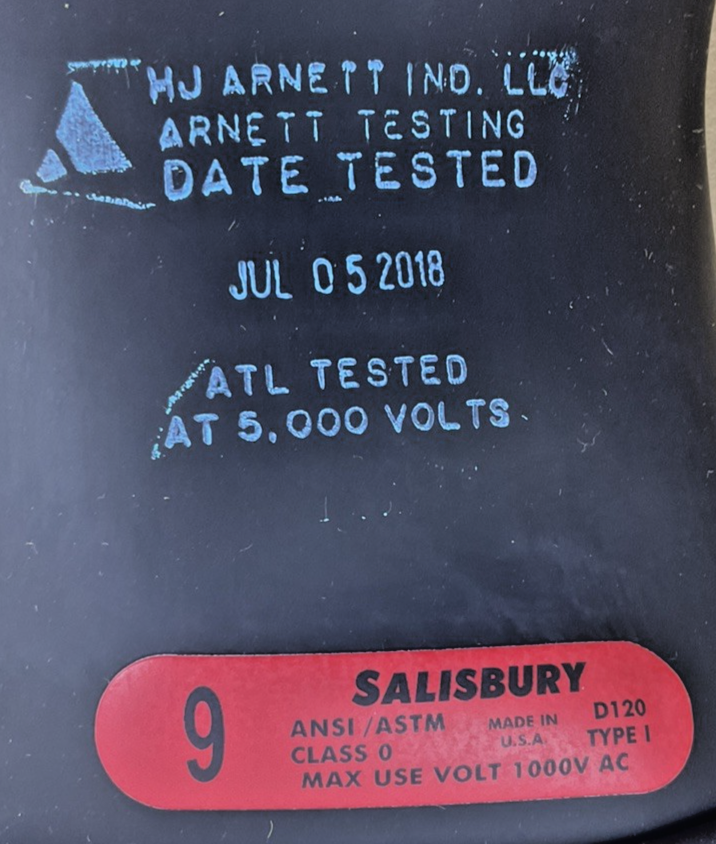 HJ ARNETT IND. LLC
ARNETT TESTING
DATE TESTED
JUL 05 2018
ATL TESTED
AT 5,000 VOLTS
9
SALISBURY
ANSI/ASTM MADE IN D120
CLASS 0 U.S.A. TYPE I
MAX USE VOLT 1000V AC